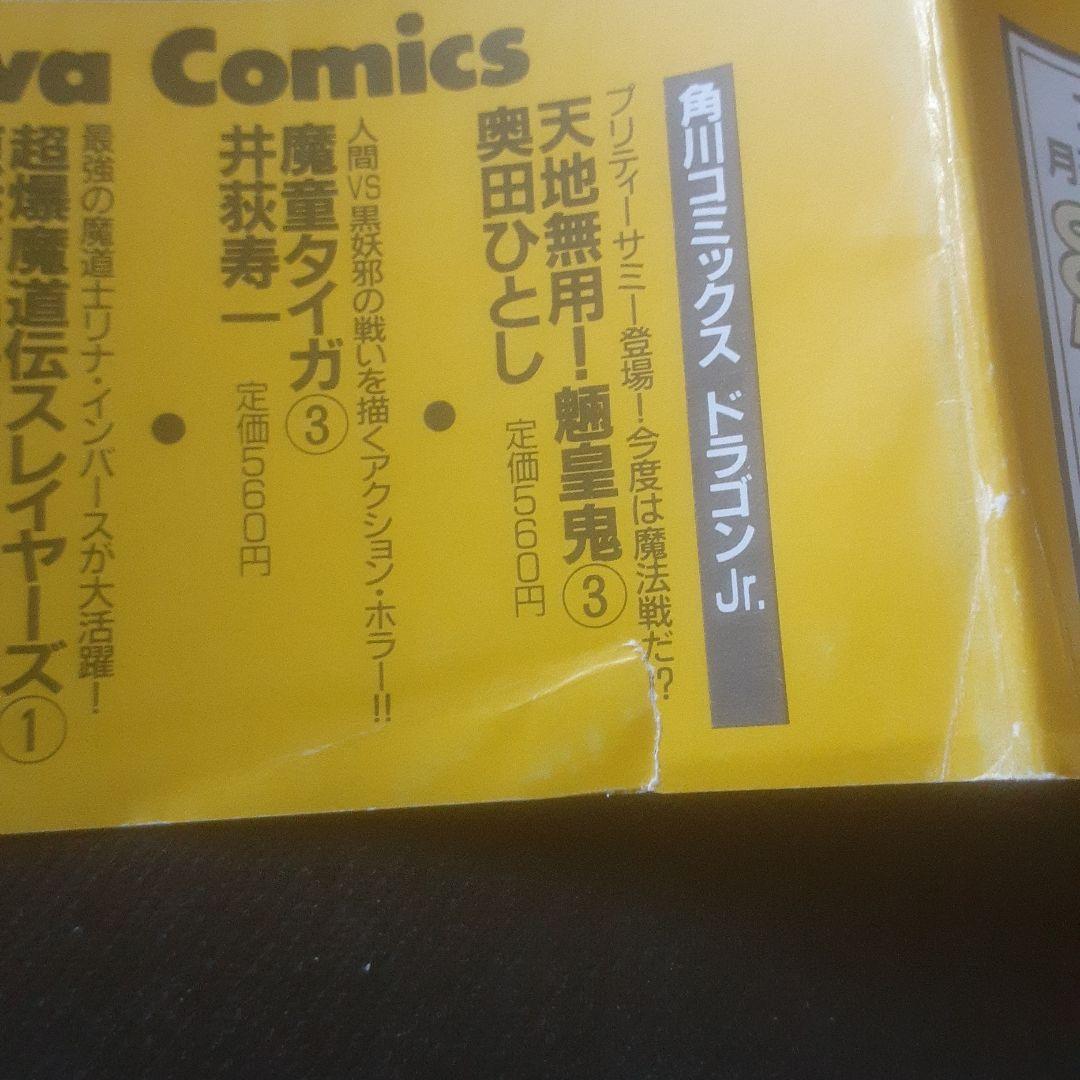 Comics
角川コミックス ドラゴンJr.
プリティーサミー登場！今度は魔法戦だ!?
天地無用！魎皇鬼③
奥田ひとし 定価560円
●
人間VS黒妖邪の戦いを描くアクション・ホラー!!
魔童タイガ③
井荻寿一 定価560円
●
最強の魔道士リナ・インバースが大活躍！
超爆魔道伝スレイヤーズ①
月